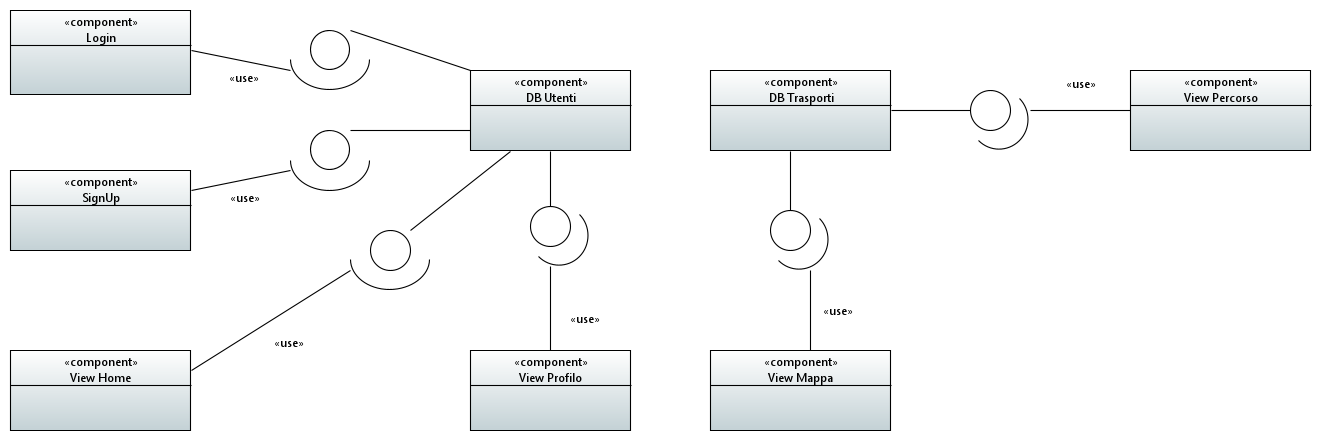 «component»
Login
«use»
«component»
DB Utenti
«component»
DB Trasporti
«use»
«component»
View Percorso
«component»
SignUp
«use»
«use»
«use»
«use»
«component»
View Home
«component»
View Profilo
«component»
View Mappa